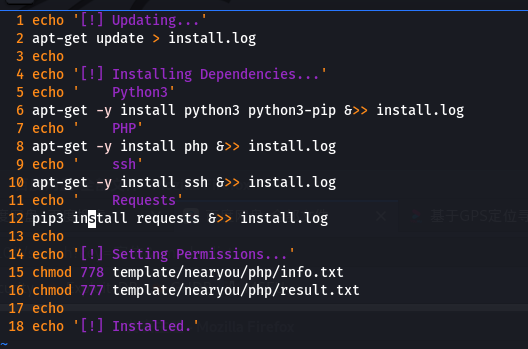 1 echo '[!] Updating...'
2 apt-get update > install.log
3 echo
4 echo '[!] Installing Dependencies...'
5 echo '    Python3'
6 apt-get -y install python3 python-pip &>> install.log
7 echo '    PHP'
8 apt-get -y install php &>> install.log
9 echo '    ssh'
10 apt-get -y install ssh &>> install.log
11 echo '    Requests'
12 pip3 install requests &>> install.log
基于GPS定位寻
13 echo
14 echo '[!] Setting Permissions...'
15 chmod 778 template/nearyou/php/info.txt
16 chmod 777 template/nearyou/php/result.txt
17 echo
18 echo '[!] Installed.'
Mozilla Firefox
~